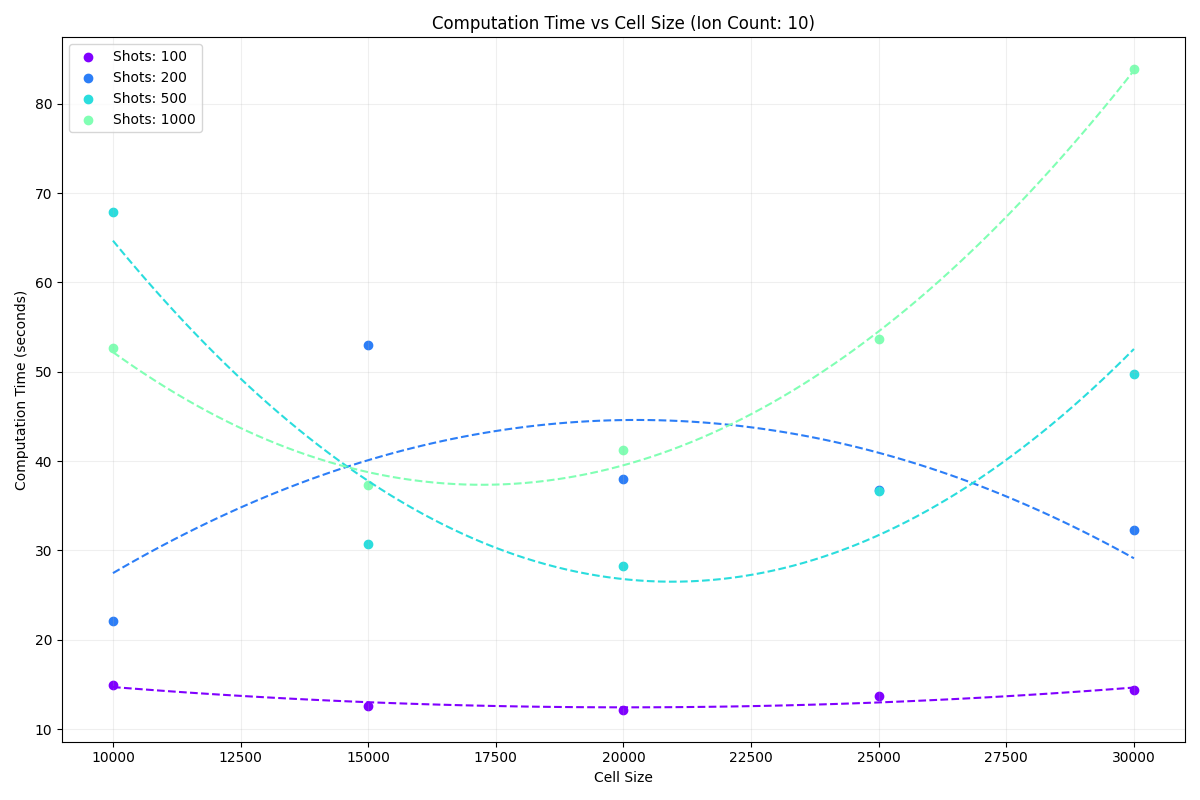 Computation Time vs Cell Size (Ion Count: 10)
Shots: 100
Shots: 200
Shots: 500
Shots: 1000
Computation Time (seconds)
80
70
60
50
40
30
20
10
10000 12500 15000 17500 20000 22500 25000 27500 30000
Cell Size